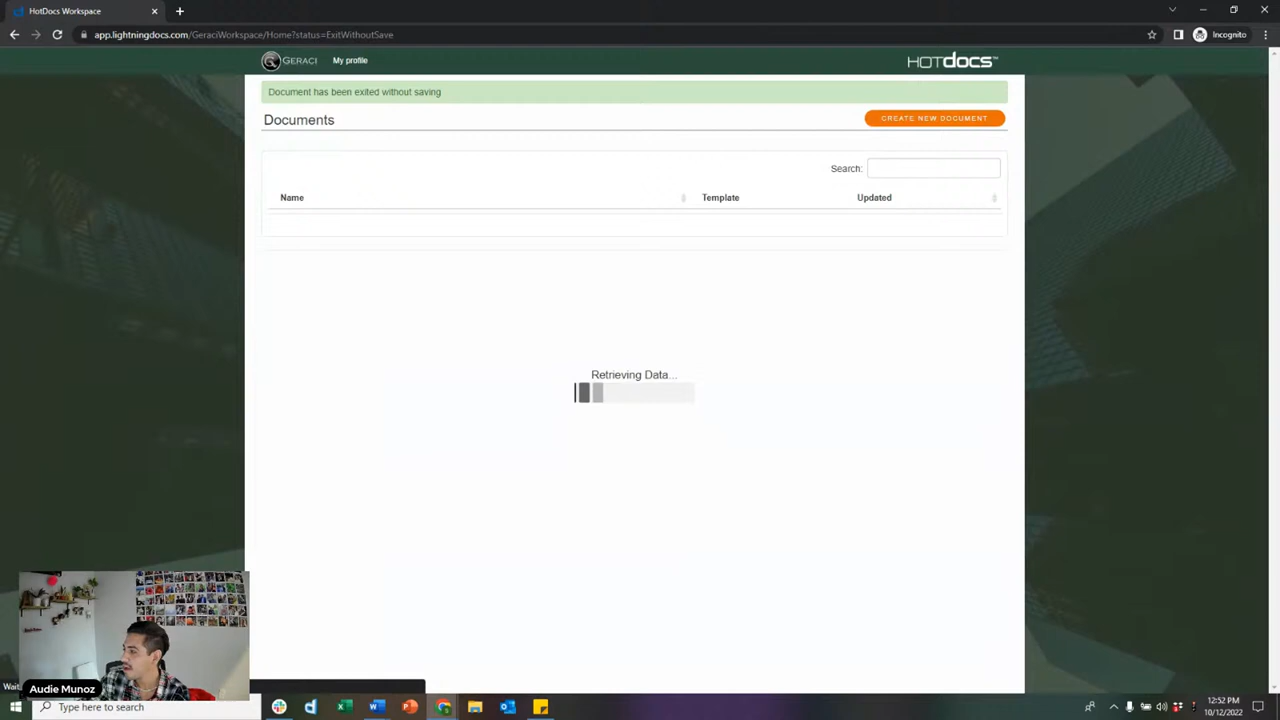 HotDocs Workspace
app.lightningdocs.com/GeraciWorkspace/Home?status=ExitWithoutSave
Incognito
GERACI
My profile
HOTdocs™
Document has been exited without saving
Documents
CREATE NEW DOCUMENT
Search:
Name
Template
Updated
Retrieving Data...
Audie Munoz
Type here to search
12:52 PM
10/12/2022